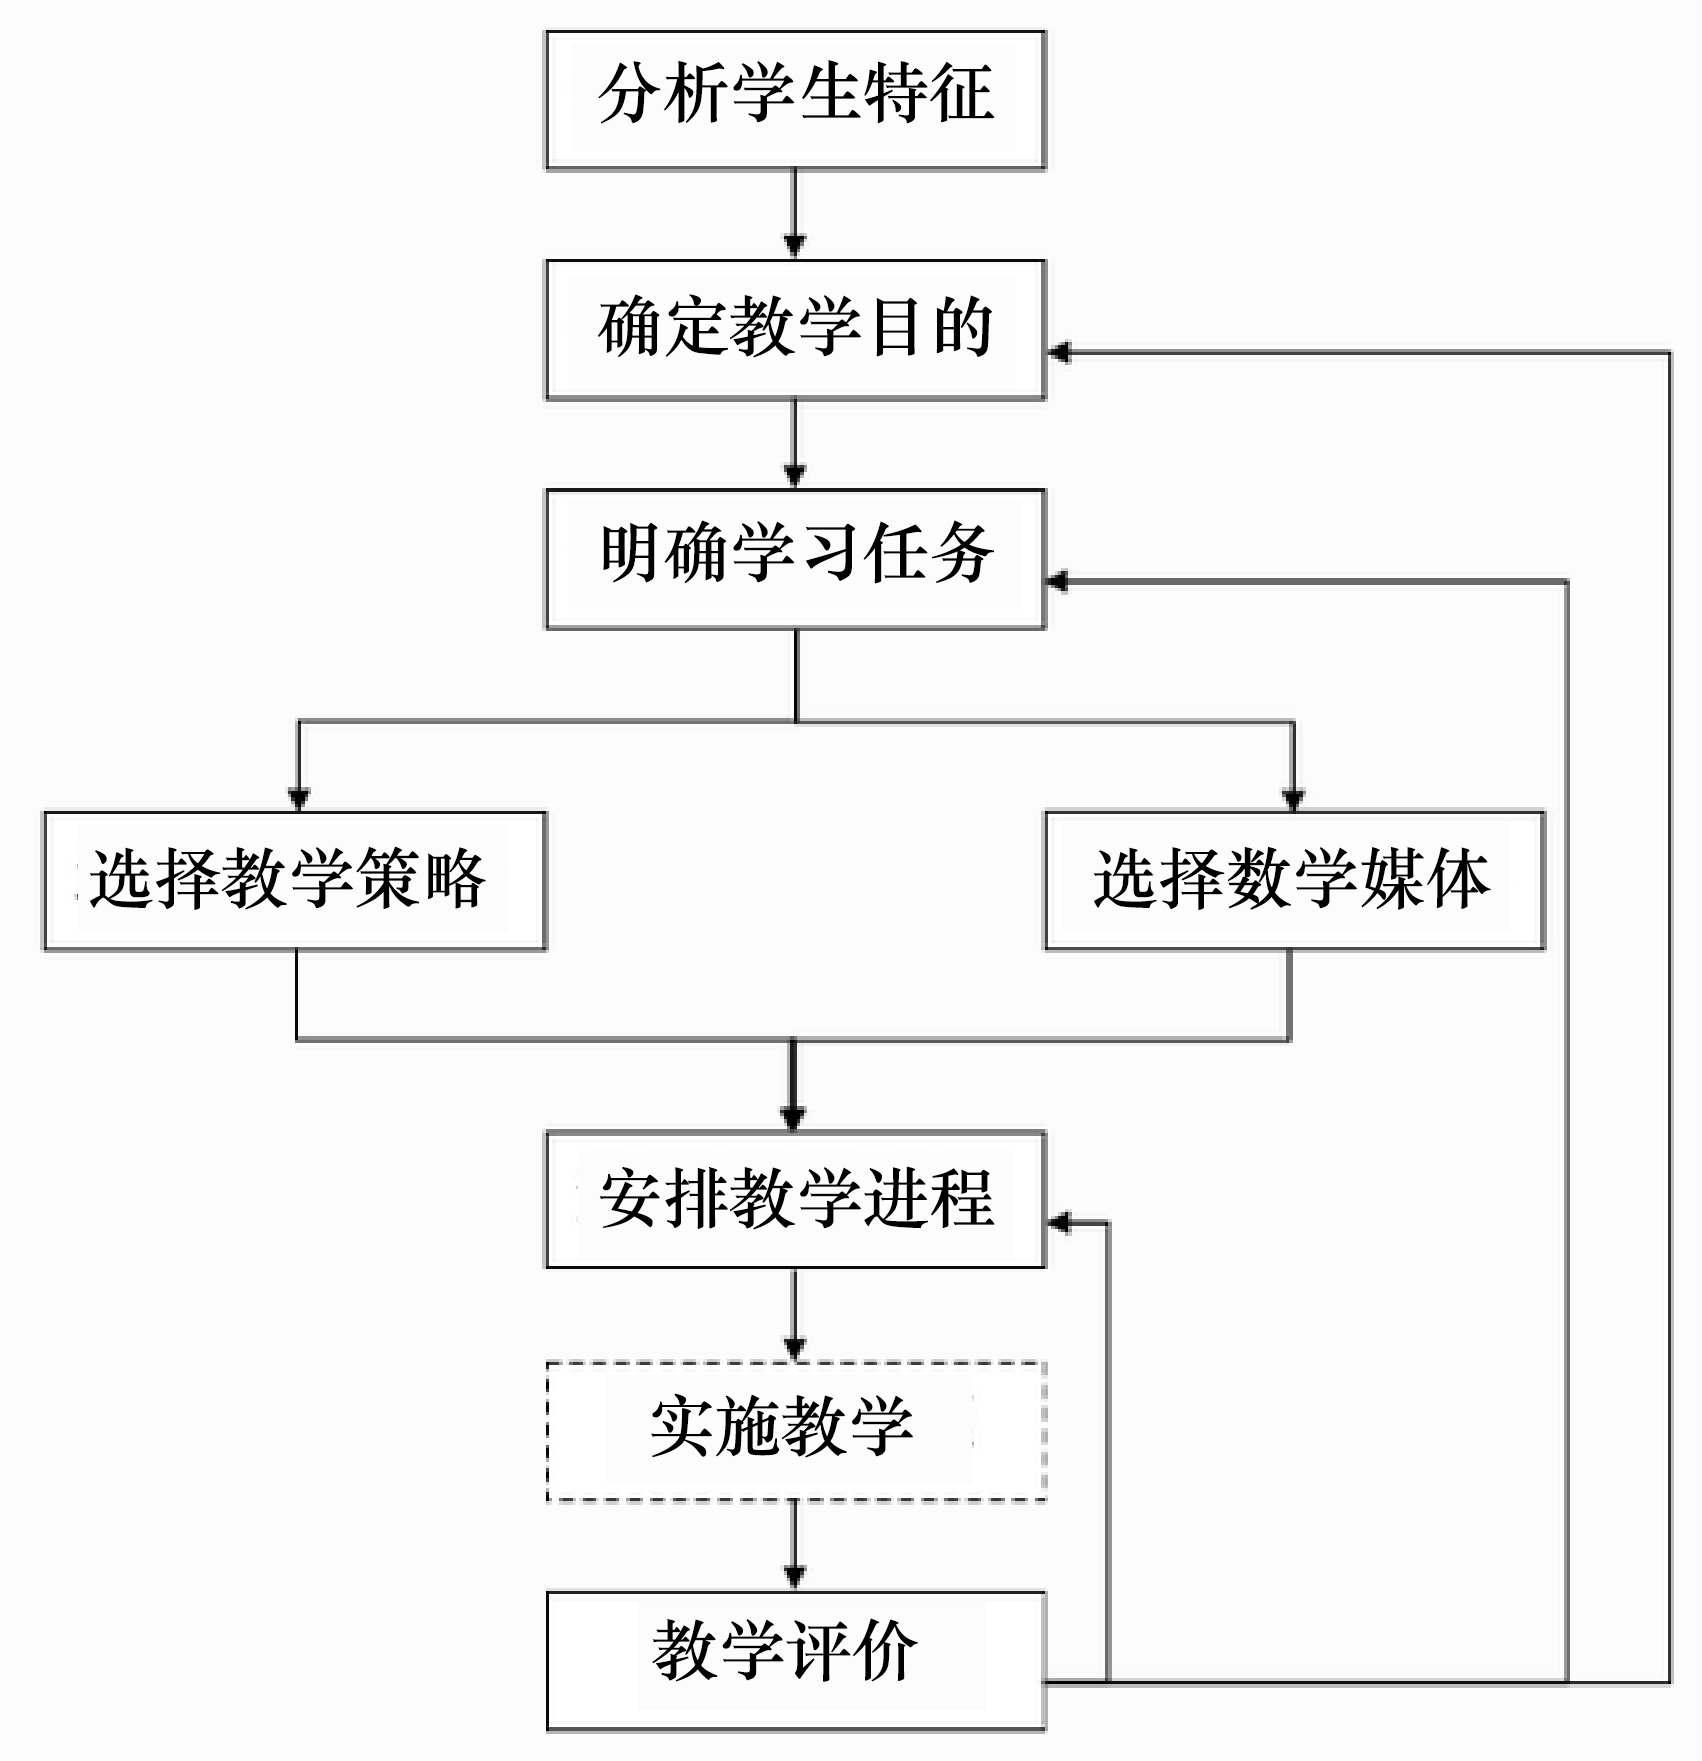 分析学生特征
确定教学目的
明确学习任务
选择教学策略
选择数学媒体
安排教学进程
实施教学
教学评价